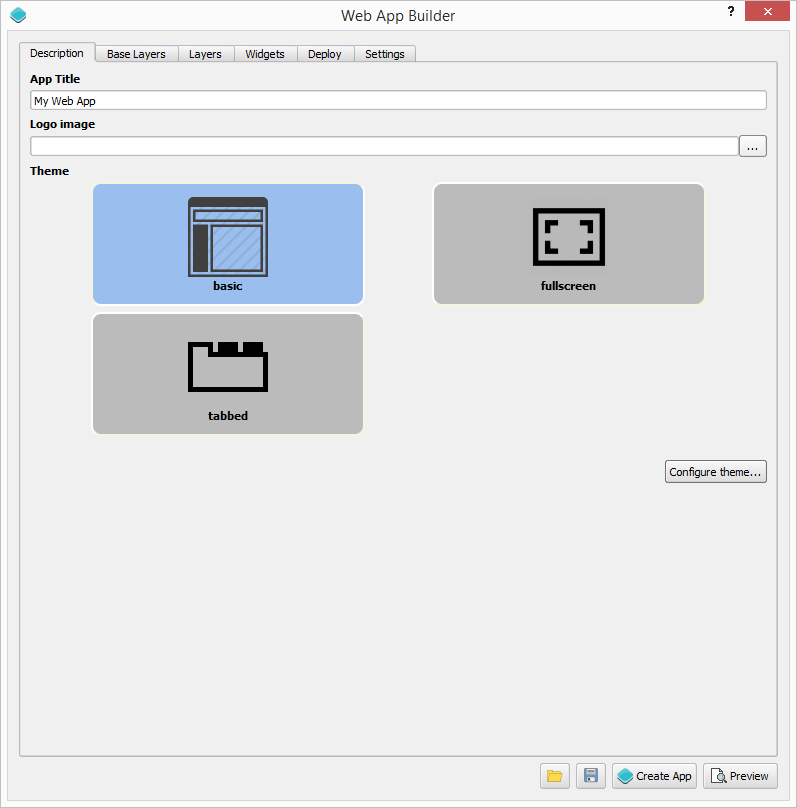 Web App Builder
?
Description Base Layers Layers Widgets Deploy Settings
App Title
My Web App
Logo image
...
Theme
basic fullscreen
tabbed
Configure theme...
Create App Preview